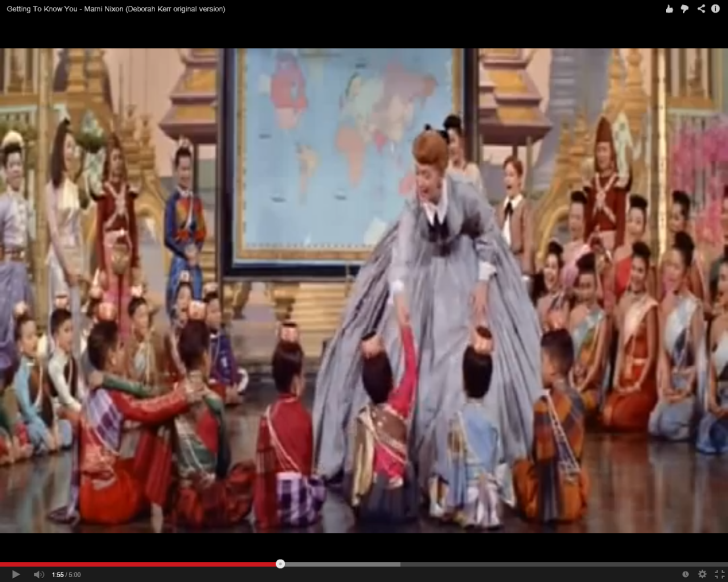 Getting To Know You - Marni Nixon (Deborah Kerr original version)
1:55 / 5:00